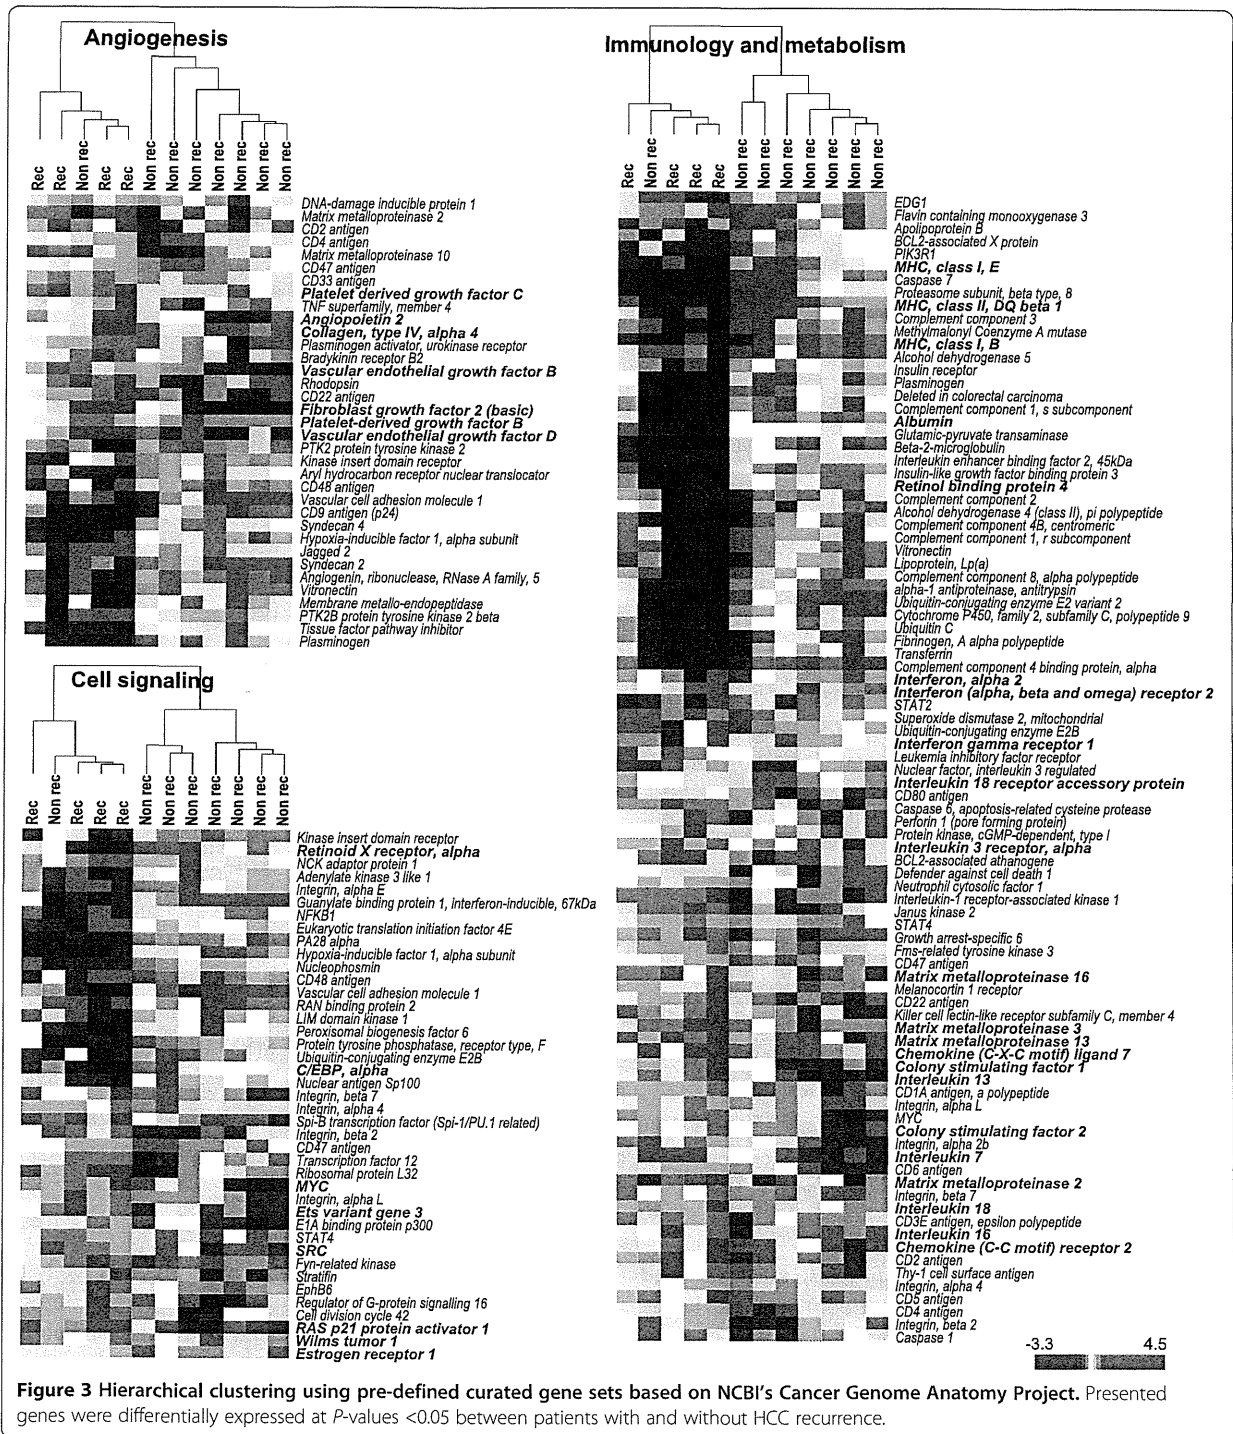 Angiogenesis
Rec
Rec
Non rec
Rec
Rec
Non rec
Non rec
Non rec
Non rec
Non rec
Non rec
Non rec
DNA-damage inducible protein 1
Matrix metalloproteinase 2
CD2 antigen
CD4 antigen
Matrix metalloproteinase 10
CD47 antigen
CD33 antigen
Platelet derived growth factor C
TNF superfamily, member 4
Angiopoietin 2
Collagen, type IV, alpha 4
Plasminogen activator, urokinase receptor
Bradykinin receptor B2
Vascular endothelial growth factor B
Rhodopsin
CD22 antigen
Fibroblast growth factor 2 (basic)
Platelet-derived growth factor B
Vascular endothelial growth factor D
PTK2 protein tyrosine kinase 2
Kinase insert domain receptor
Aryl hydrocarbon receptor nuclear translocator
CD48 antigen
Vascular cell adhesion molecule 1
CD9 antigen (p24)
Syndecan 4
Hypoxia-inducible factor 1, alpha subunit
Jagged 2
Syndecan 2
Angiogenin, ribonuclease, RNase A family, 5
Vitronectin
Membrane metallo-endopeptidase
PTK2B protein tyrosine kinase 2 beta
Tissue factor pathway inhibitor
Plasminogen
Cell signaling
Rec
Non rec
Rec
Rec
Rec
Non rec
Non rec
Non rec
Non rec
Non rec
Non rec
Non rec
Kinase insert domain receptor
Retinoid X receptor, alpha
NCK adaptor protein 1
Adenylate kinase 3 like 1
Integrin, alpha E
Guanylate binding protein 1, interferon-inducible, 67kDa
NFKB1
Eukaryotic translation initiation factor 4E
PA28 alpha
Hypoxia-inducible factor 1, alpha subunit
Nucleophosmin
CD48 antigen
Vascular cell adhesion molecule 1
RAN binding protein 2
LIM domain kinase 1
Peroxisomal biogenesis factor 6
Protein tyrosine phosphatase, receptor type, F
Ubiquitin-conjugating enzyme E2B
C/EBP, alpha
Nuclear antigen Sp100
Integrin, beta 7
Integrin, alpha 4
Spi-B transcription factor (Spi-1/PU.1 related)
Integrin, beta 2
CD47 antigen
Transcription factor 12
Ribosomal protein L32
MYC
Integrin, alpha L
Ets variant gene 3
E1A binding protein p300
STAT4
SRC
Fyn-related kinase
Stratifin
EphB6
Regulator of G-protein signalling 16
Cell division cycle 42
RAS p21 protein activator 1
Wilms tumor 1
Estrogen receptor 1
Immunology and metabolism
Rec
Non rec
Rec
Rec
Rec
Non rec
Non rec
Non rec
Non rec
Non rec
Non rec
Non rec
EDG1
Flavin containing monooxygenase 3
Apolipoprotein B
BCL2-associated X protein
PIK3R1
MHC, class I, E
Caspase 7
Proteasome subunit, beta type, 8
MHC, class II, DQ beta 1
Complement component 3
Methylmalonyl Coenzyme A mutase
MHC, class I, B
Alcohol dehydrogenase 5
Insulin receptor
Plasminogen
Deleted in colorectal carcinoma
Complement component 1, s subcomponent
Albumin
Glutamic-pyruvate transaminase
Beta-2-microglobulin
Interleukin enhancer binding factor 2, 45kDa
Insulin-like growth factor binding protein 3
Retinol binding protein 4
Complement component 2
Alcohol dehydrogenase 4 (class II), pi polypeptide
Complement component 4B, centromeric
Complement component 1, r subcomponent
Vitronectin
Lipoprotein, Lp(a)
Complement component 8, alpha polypeptide
alpha-1 antiproteinase, antitrypsin
Ubiquitin-conjugating enzyme E2 variant 2
Cytochrome P450, family 2, subfamily C, polypeptide 9
Ubiquitin C
Fibrinogen, A alpha polypeptide
Transferrin
Complement component 4 binding protein, alpha
Interferon, alpha 2
Interferon (alpha, beta and omega) receptor 2
STAT2
Superoxide dismutase 2, mitochondrial
Ubiquitin-conjugating enzyme E2B
Interferon gamma receptor 1
Leukemia inhibitory factor receptor
Nuclear factor, interleukin 3 regulated
Interleukin 18 receptor accessory protein
CD80 antigen
Caspase 6, apoptosis-related cysteine protease
Perforin 1 (pore forming protein)
Protein kinase, cGMP-dependent, type I
Interleukin 3 receptor, alpha
BCL2-associated athanogene
Defender against cell death 1
Neutrophil cytosolic factor 1
Interleukin-1 receptor-associated kinase 1
Janus kinase 2
STAT4
Growth arrest-specific 6
Fms-related tyrosine kinase 3
CD47 antigen
Matrix metalloproteinase 16
Melanocortin 1 receptor
CD22 antigen
Killer cell lectin-like receptor subfamily C, member 4
Matrix metalloproteinase 3
Matrix metalloproteinase 13
Chemokine (C-X-C motif) ligand 7
Colony stimulating factor 1
Interleukin 13
CD1A antigen, a polypeptide
Integrin, alpha L
MYC
Colony stimulating factor 2
Integrin, alpha 2b
Interleukin 7
CD6 antigen
Matrix metalloproteinase 2
Integrin, beta 7
Interleukin 18
CD3E antigen, epsilon polypeptide
Interleukin 16
Chemokine (C-C motif) receptor 2
CD2 antigen
Thy-1 cell surface antigen
Integrin, alpha 4
CD5 antigen
CD4 antigen
Integrin, beta 2
Caspase 1
-3.3 4.5
Figure 3 Hierarchical clustering using pre-defined curated gene sets based on NCBI's Cancer Genome Anatomy Project. Presented
genes were differentially expressed at P-values <0.05 between patients with and without HCC recurrence.